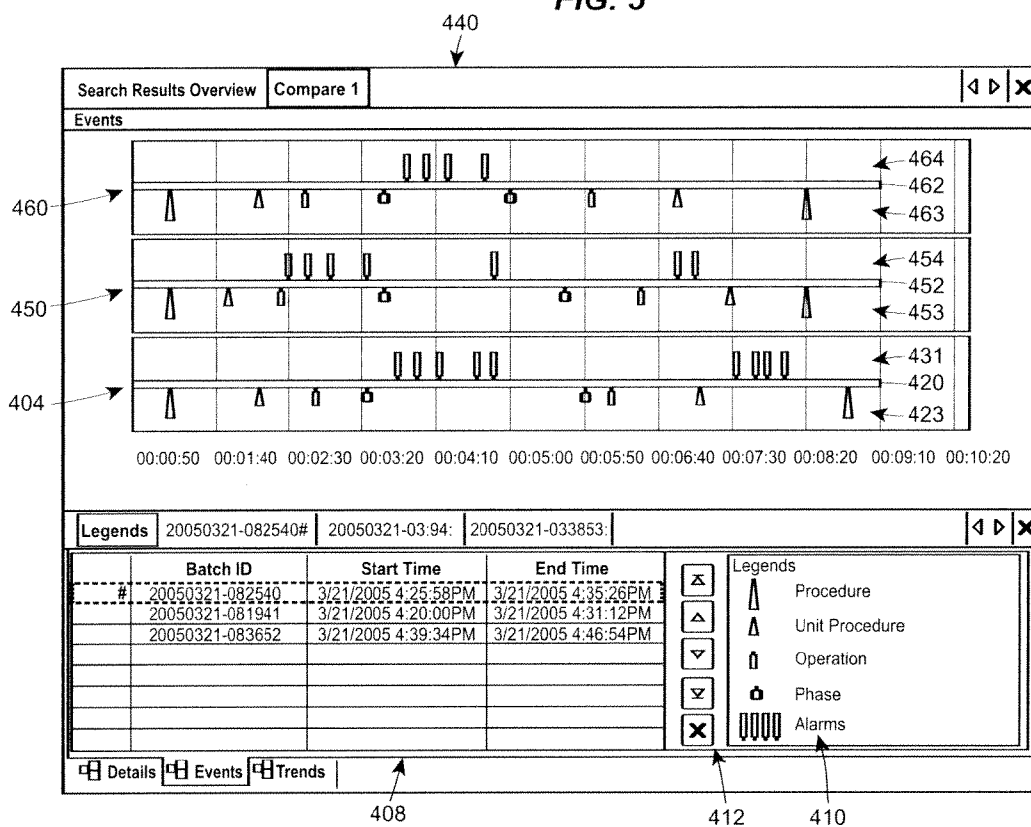 440
Search Results Overview Compare 1
Events
464
462
463
460
454
452
453
450
431
420
423
404
00:00:50 00:01:40 00:02:30 00:03:20 00:04:10 00:05:00 00:05:50 00:06:40 00:07:30 00:08:20 00:09:10 00:10:20
Legends 20050321-082540# 20050321-03:94: 20050321-033853:
Batch ID Start Time End Time
# 20050321-082540 3/21/2005 4:25:58PM 3/21/2005 4:35:26PM
20050321-081941 3/21/2005 4:20:00PM 3/21/2005 4:31:12PM
20050321-083652 3/21/2005 4:39:34PM 3/21/2005 4:46:54PM
Legends
Procedure
Unit Procedure
Operation
Phase
Alarms
Details Events Trends
408
412
410